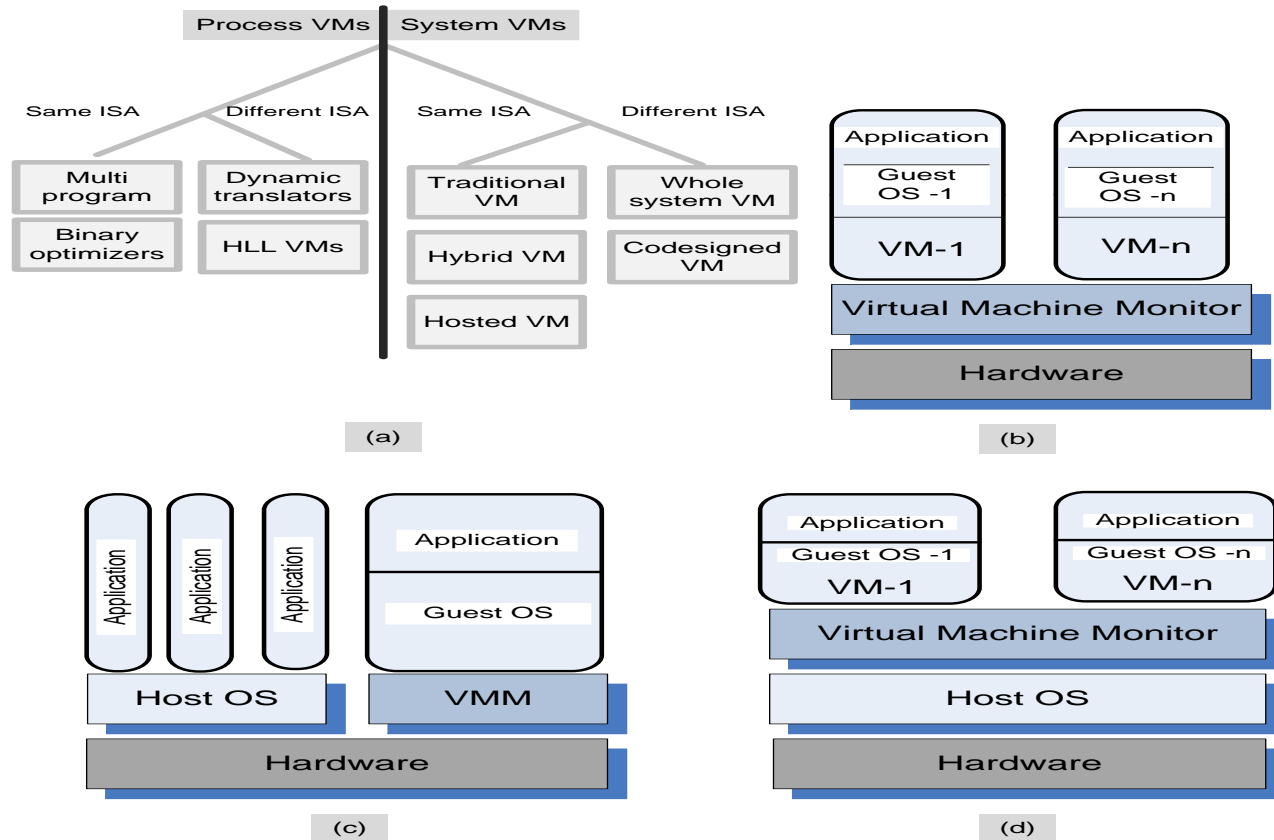 Process VMs
System VMs
Same ISA
Different ISA
Same ISA
Different ISA
Multi
program
Dynamic
translators
Binary
optimizers
HLL VMs
Traditional
VM
Whole
system VM
Hybrid VM
Codesigned
VM
Hosted VM
(a)
Application
Guest
OS -1
VM-1
Application
Guest
OS -n
VM-n
Virtual Machine Monitor
Hardware
(b)
Application
Application
Application
Application
Guest OS
Host OS
VMM
Hardware
(c)
Application
Guest OS -1
VM-1
Application
Guest OS -n
VM-n
Virtual Machine Monitor
Host OS
Hardware
(d)